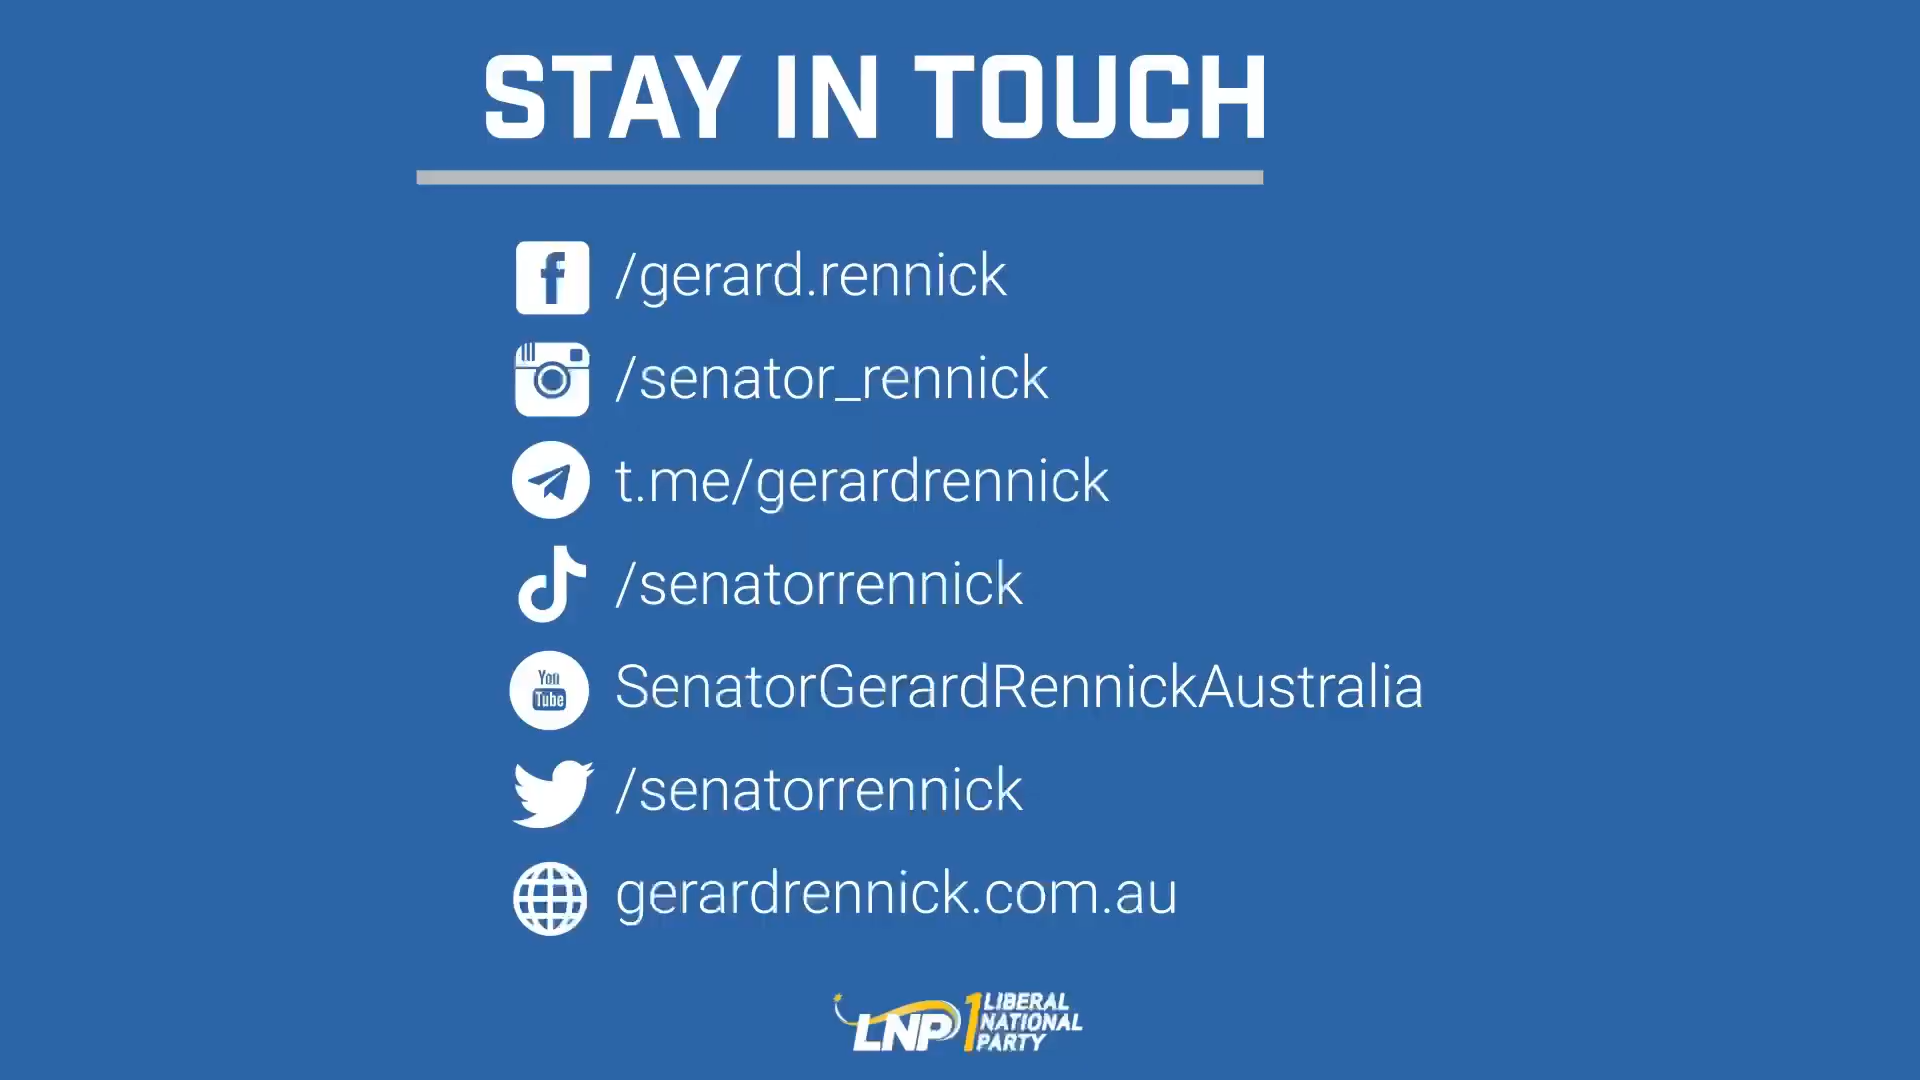 STAY IN TOUCH
/gerard.rennick
/senator_rennick
t.me/gerardrennick
/senatorrennick
You
Tube
SenatorGerardRennickAustralia
/senatorrennick
gerardrennick.com.au
LNP 1 LIBERAL
NATIONAL
PARTY